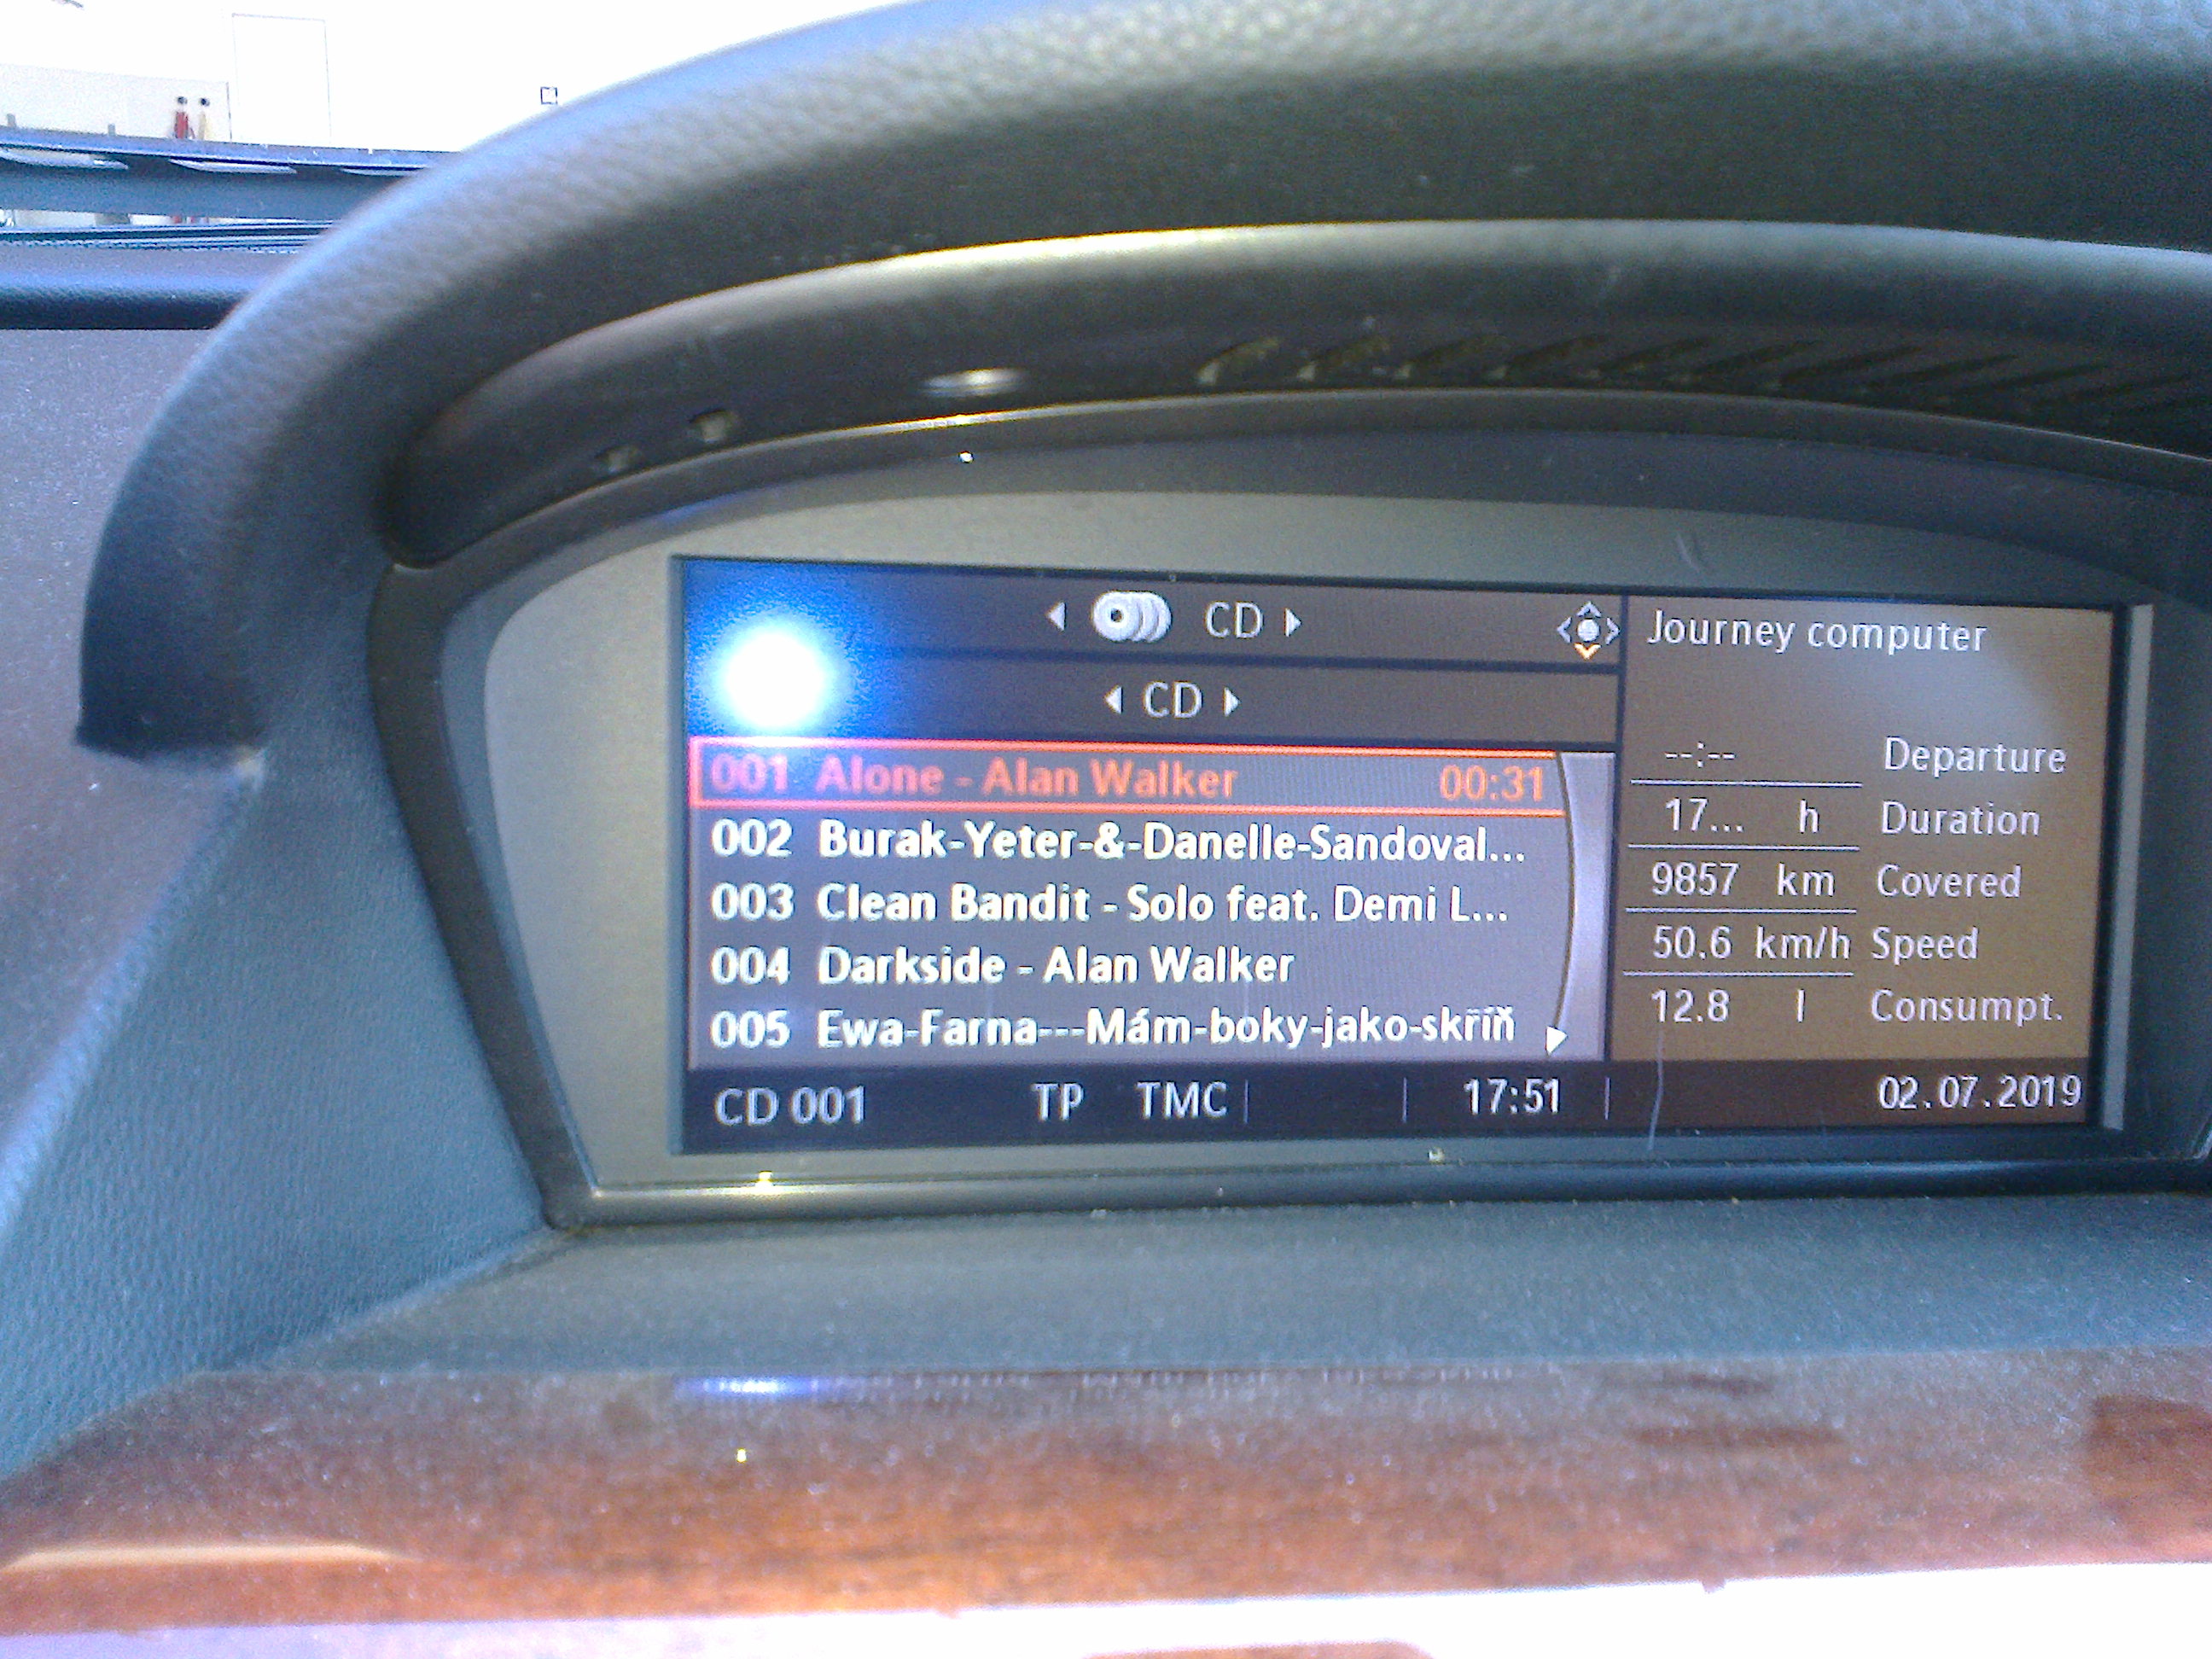 CD
CD
001 Alone - Alan Walker 00:31
002 Burak-Yeter-&-Danelle-Sandoval...
003 Clean Bandit - Solo feat. Demi L...
004 Darkside - Alan Walker
005 Ewa-Farna---Mám-boky-jako-skříň
CD 001 TP TMC 17:51
Journey computer
--:-- Departure
17... h Duration
9857 km Covered
50.6 km/h Speed
12.8 l Consumpt.
02.07.2019